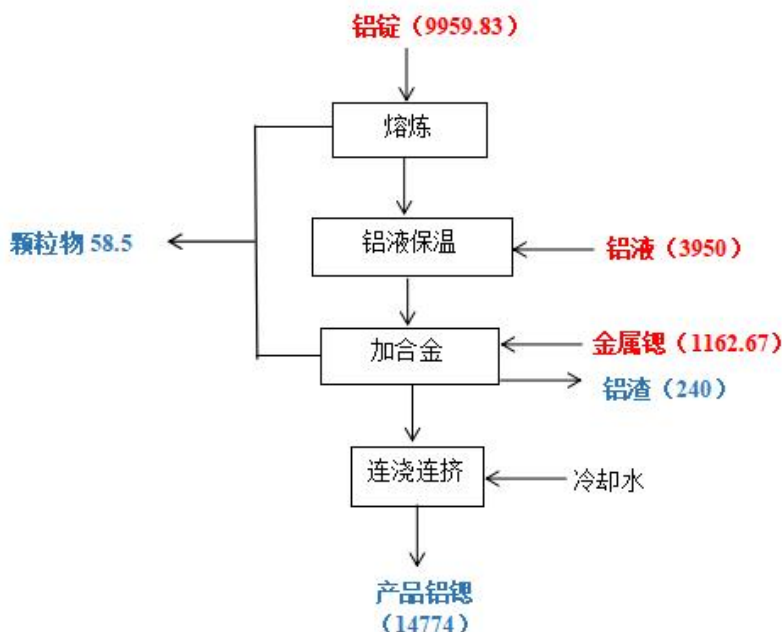 铝锭（9959.83）
熔炼
颗粒物 58.5
铝液保温
铝液（3950）
加合金
金属锶（1162.67）
铝渣（240）
连浇连挤
冷却水
产品铝锶
（14774）